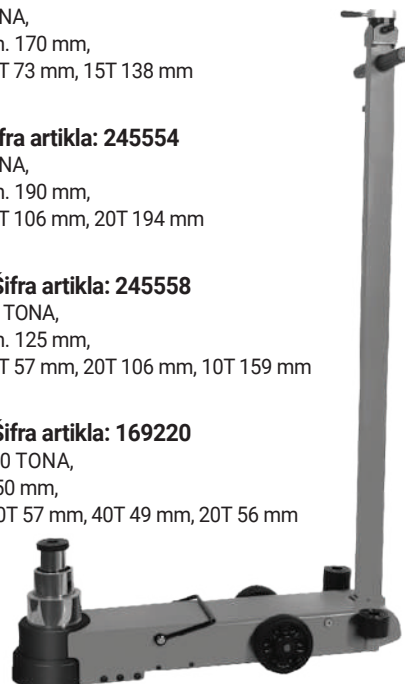 ONA,
n. 170 mm,
T 73 mm, 15T 138 mm
fra artikla: 245554
NA,
n. 190 mm,
T 106 mm, 20T 194 mm
Šifra artikla: 245558
TONA,
n. 125 mm,
T 57 mm, 20T 106 mm, 10T 159 mm
Šifra artikla: 169220
0 TONA,
50 mm,
0T 57 mm, 40T 49 mm, 20T 56 mm